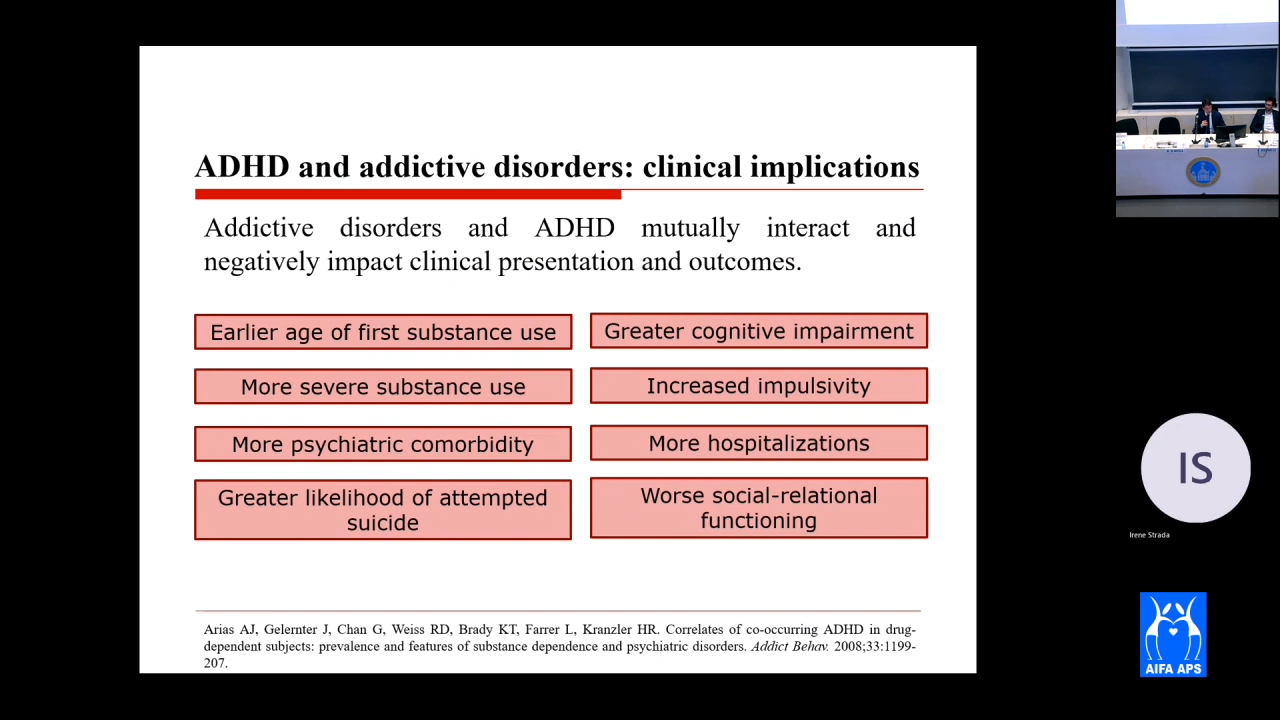 ADHD and addictive disorders: clinical implications
Addictive disorders and ADHD mutually interact and
negatively impact clinical presentation and outcomes.
Earlier age of first substance use
Greater cognitive impairment
More severe substance use
Increased impulsivity
More psychiatric comorbidity
More hospitalizations
Greater likelihood of attempted
suicide
Worse social-relational
functioning
Arias AJ, Gelernter J, Chan G, Weiss RD, Brady KT, Farrer L, Kranzler HR. Correlates of co-occurring ADHD in drug-
dependent subjects: prevalence and features of substance dependence and psychiatric disorders. Addict Behav. 2008;33:1199-
207.
IS
Irene Strada
AIFA APS